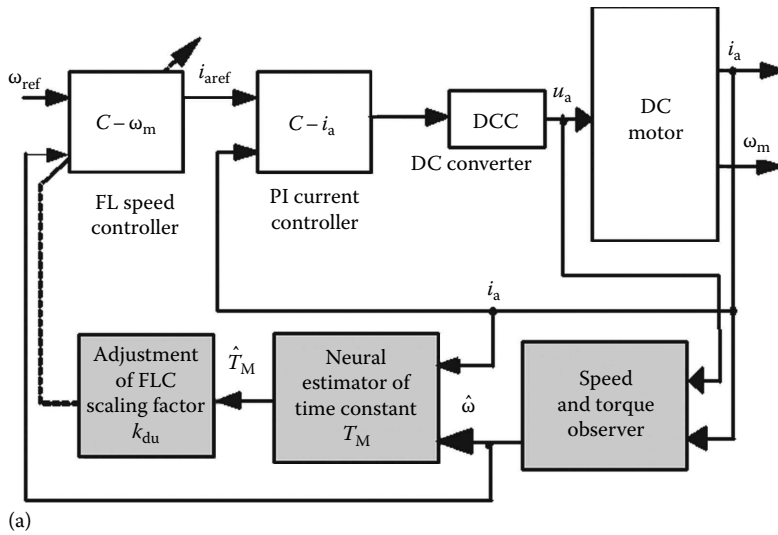 ω_ref
C – ω_m
FL speed
controller
i_aref
C – i_a
PI current
controller
DCC
DC converter
u_a
DC
motor
i_a
ω_m
i_a
Adjustment
of FLC
scaling factor
k_du
T̂_M
Neural
estimator of
time constant
T_M
ω̂
Speed
and torque
observer
(a)